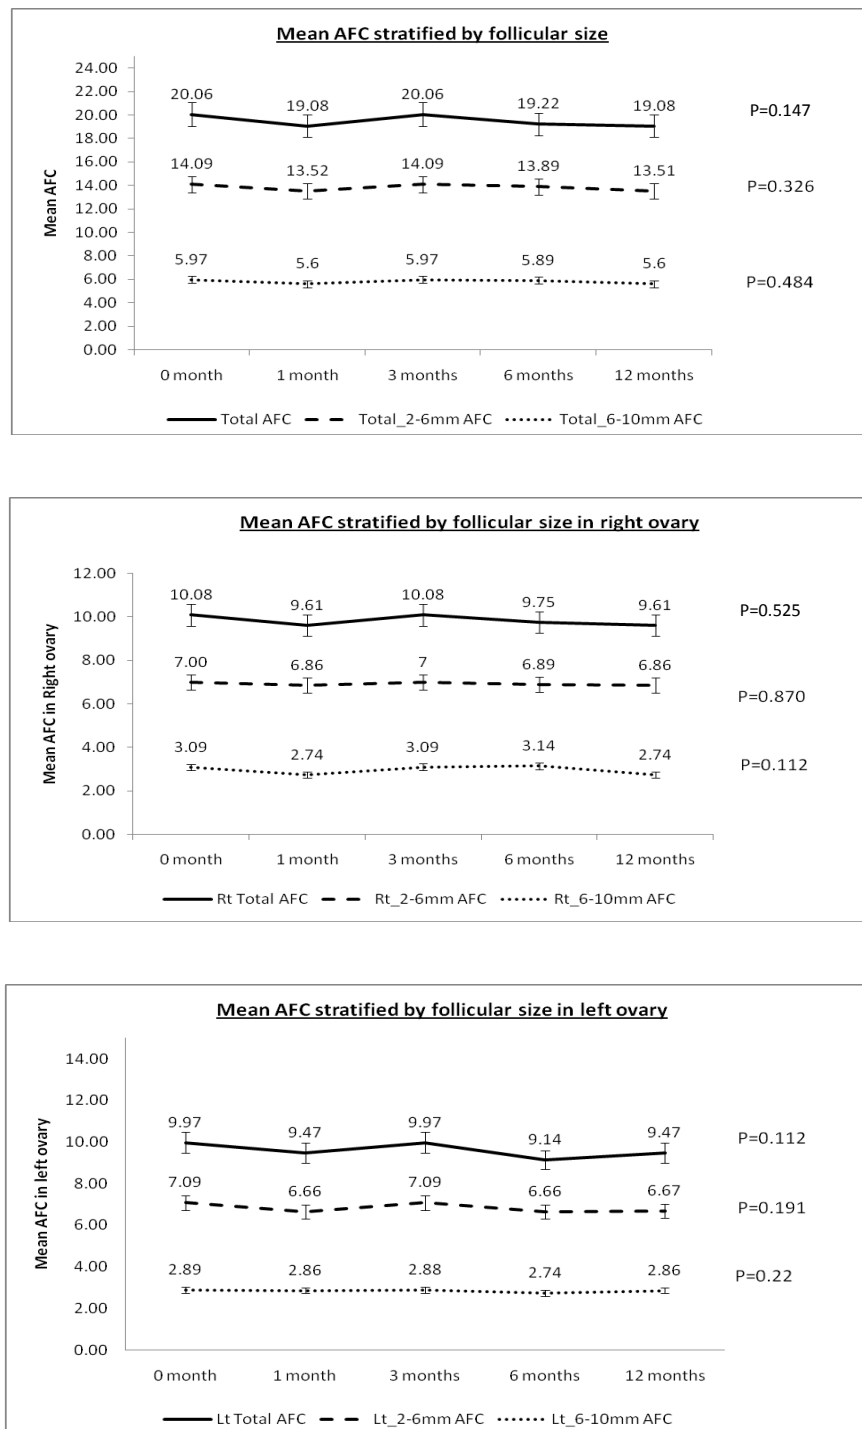 Mean AFC stratified by follicular size
Mean AFC
24.00
22.00
20.00
18.00
16.00
14.00
12.00
10.00
8.00
6.00
4.00
2.00
0.00
20.06 19.08 20.06 19.22 19.08
P=0.147
14.09 13.52 14.09 13.89 13.51
P=0.326
5.97 5.6 5.97 5.89 5.6
P=0.484
0 month 1 month 3 months 6 months 12 months
Total AFC Total_2-6mm AFC Total_6-10mm AFC
Mean AFC stratified by follicular size in right ovary
Mean AFC in Right ovary
12.00
10.00
8.00
6.00
4.00
2.00
0.00
10.08 9.61 10.08 9.75 9.61
P=0.525
7.00 6.86 7 6.89 6.86
P=0.870
3.09 2.74 3.09 3.14 2.74
P=0.112
0 month 1 month 3 months 6 months 12 months
Rt Total AFC Rt_2-6mm AFC Rt_6-10mm AFC
Mean AFC stratified by follicular size in left ovary
Mean AFC in left ovary
14.00
12.00
10.00
8.00
6.00
4.00
2.00
0.00
9.97 9.47 9.97 9.14 9.47
P=0.112
7.09 6.66 7.09 6.66 6.67
P=0.191
2.89 2.86 2.88 2.74 2.86
P=0.22
0 month 1 month 3 months 6 months 12 months
Lt Total AFC Lt_2-6mm AFC Lt_6-10mm AFC